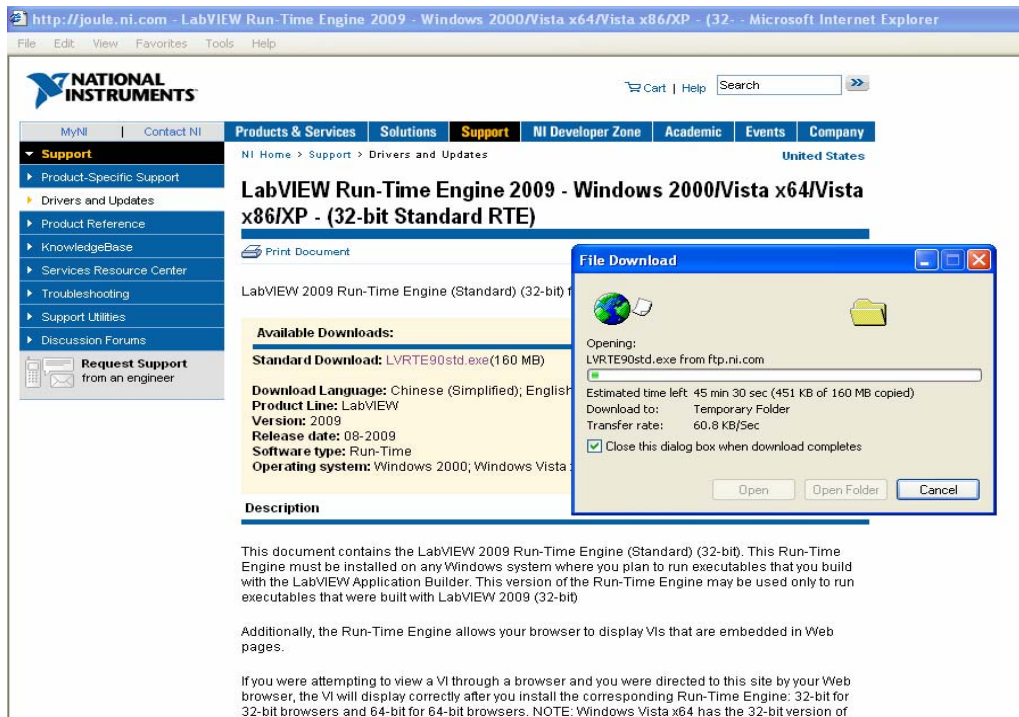 http://joule.ni.com - LabVIEW Run-Time Engine 2009 - Windows 2000/Vista x64/Vista x86/XP - (32- - Microsoft Internet Explorer
File Edit View Favorites Tools Help
NATIONAL INSTRUMENTS
Cart | Help Search
MyNI | Contact NI
Products & Services Solutions Support NI Developer Zone Academic Events Company
Support
Product-Specific Support
Drivers and Updates
Product Reference
KnowledgeBase
Services Resource Center
Troubleshooting
Support Utilities
Discussion Forums
Request Support
from an engineer
NI Home > Support > Drivers and Updates
United States
LabVIEW Run-Time Engine 2009 - Windows 2000/Vista x64/Vista
x86/XP - (32-bit Standard RTE)
Print Document
LabVIEW 2009 Run-Time Engine (Standard) (32-bit)
Available Downloads:
Standard Download: LVRTE90std.exe(160 MB)
Download Language: Chinese (Simplified); English
Product Line: LabVIEW
Version: 2009
Release date: 08-2009
Software type: Run-Time
Operating system: Windows 2000; Windows Vista
Description
This document contains the LabVIEW 2009 Run-Time Engine (Standard) (32-bit). This Run-Time
Engine must be installed on any Windows system where you plan to run executables that you build
with the LabVIEW Application Builder. This version of the Run-Time Engine may be used only to run
executables that were built with LabVIEW 2009 (32-bit)
Additionally, the Run-Time Engine allows your browser to display VIs that are embedded in Web
pages.
If you were attempting to view a VI through a browser and you were directed to this site by your Web
browser, the VI will display correctly after you install the corresponding Run-Time Engine: 32-bit for
32-bit browsers and 64-bit for 64-bit browsers. NOTE: Windows Vista x64 has the 32-bit version of
File Download
Opening:
LVRTE90std.exe from ftp.ni.com
Estimated time left 45 min 30 sec (451 KB of 160 MB copied)
Download to: Temporary Folder
Transfer rate: 60.8 KB/Sec
Close this dialog box when download completes
Open Open Folder Cancel